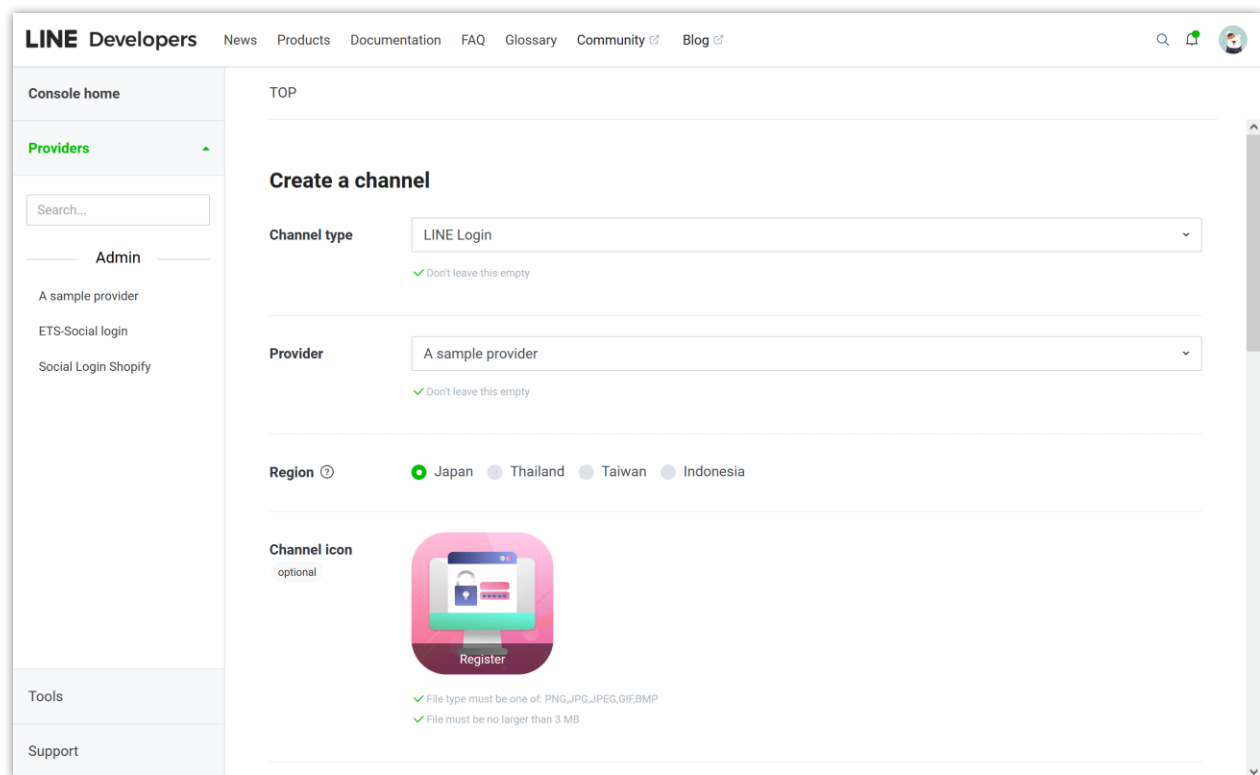 LINE Developers News Products Documentation FAQ Glossary Community Blog
Console home
TOP
Providers
Search...
Admin
A sample provider
ETS-Social login
Social Login Shopify
Tools
Support
Create a channel
Channel type LINE Login
Don't leave this empty
Provider A sample provider
Don't leave this empty
Region ? Japan Thailand Taiwan Indonesia
Channel icon
optional
Register
File type must be one of: PNG,JPG,JPEG,GIF,BMP
File must be no larger than 3 MB